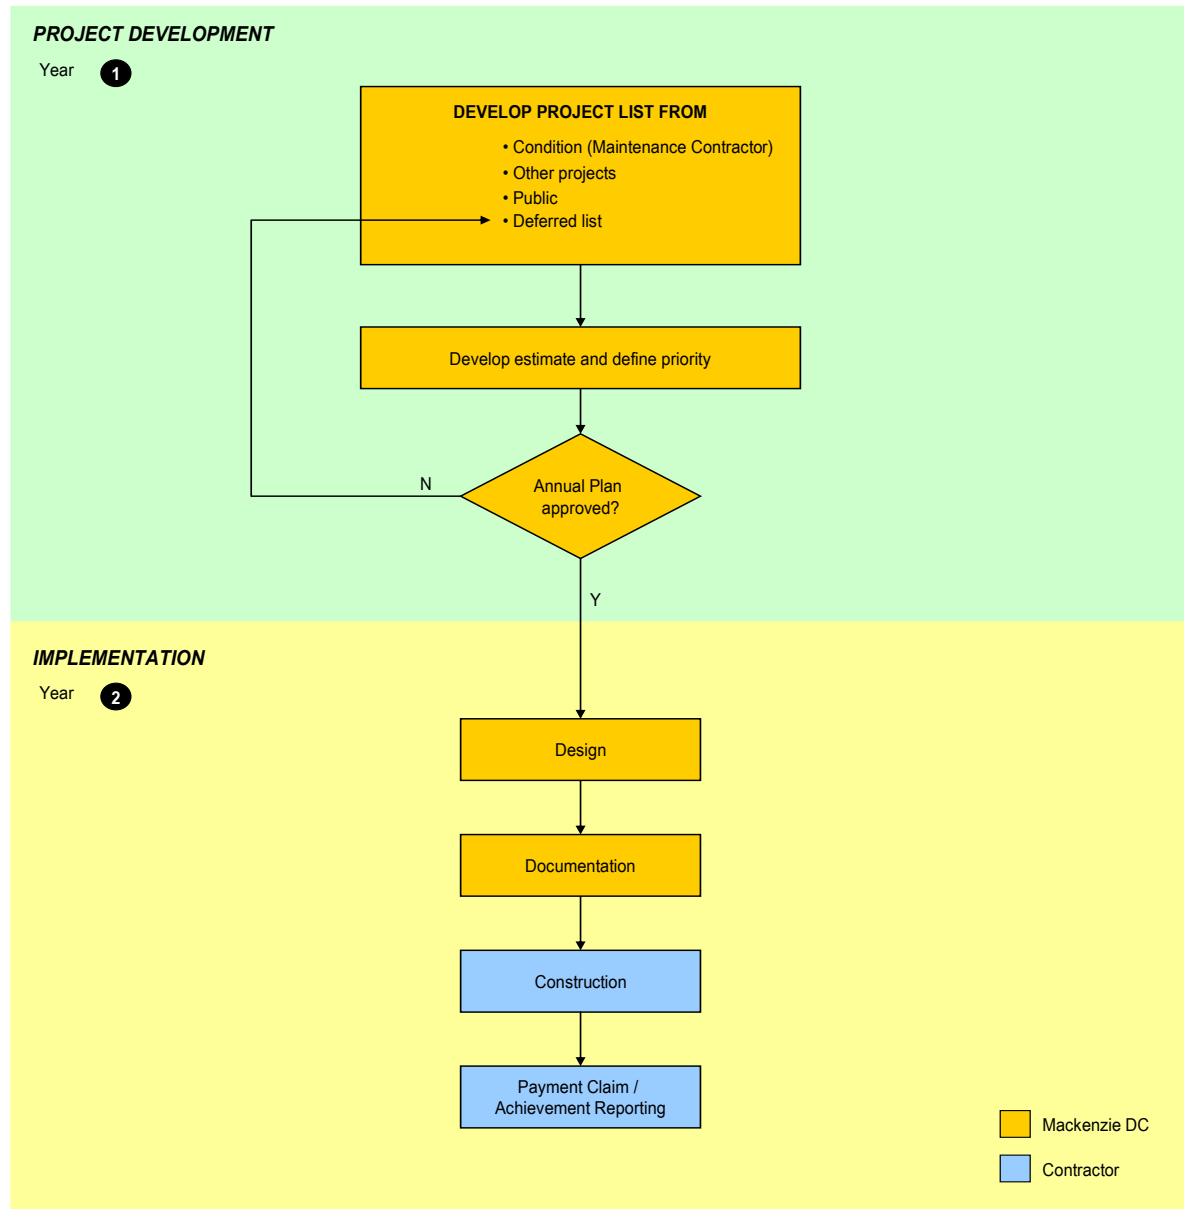 PROJECT DEVELOPMENT
Year 1
DEVELOP PROJECT LIST FROM
• Condition (Maintenance Contractor)
• Other projects
• Public
• Deferred list
Develop estimate and define priority
N
Annual Plan
approved?
Y
IMPLEMENTATION
Year 2
Design
Documentation
Construction
Payment Claim /
Achievement Reporting
Mackenzie DC
Contractor